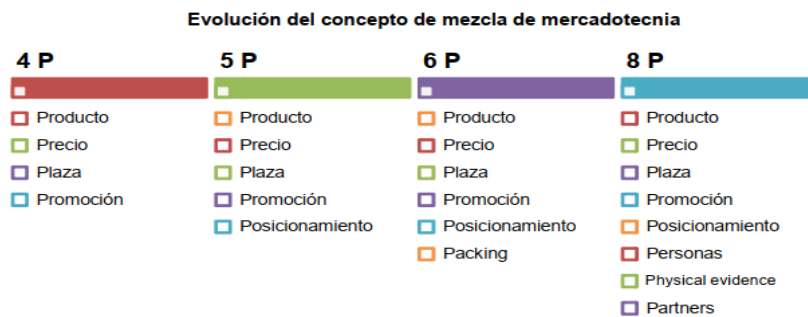 Evolución del concepto de mezcla de mercadotecnia
4 P
Producto
Precio
Plaza
Promoción
5 P
Producto
Precio
Plaza
Promoción
Posicionamiento
6 P
Producto
Precio
Plaza
Promoción
Posicionamiento
Packing
8 P
Producto
Precio
Plaza
Promoción
Posicionamiento
Personas
Physical evidence
Partners